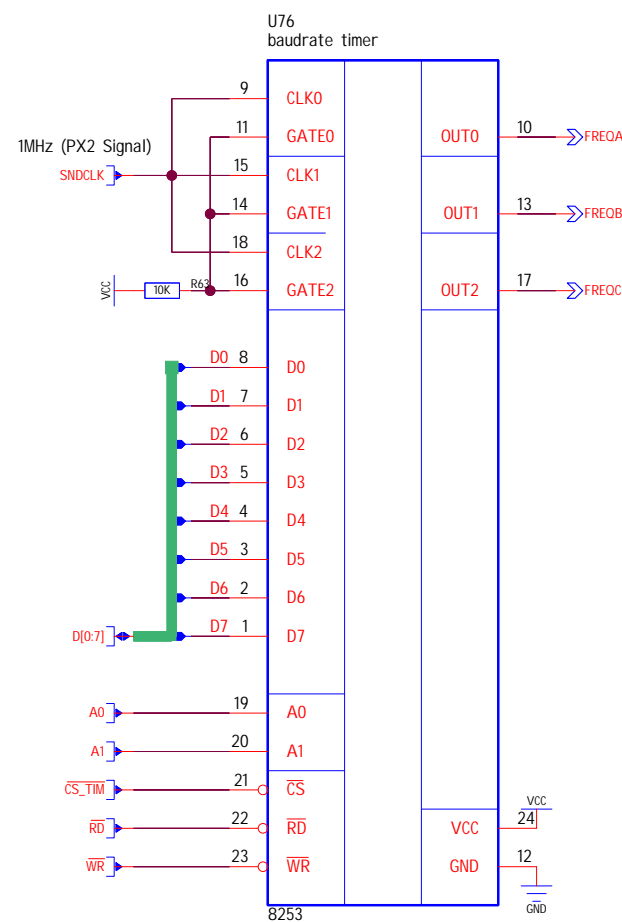 U76
baudrate timer
9 CLK0
11 GATE0 OUT0 10 FREQA
1MHz (PX2 Signal)
SNDCLK 15 CLK1
14 GATE1 OUT1 13 FREQB
18 CLK2
VCC 10K R63 16 GATE2 OUT2 17 FREQC
D0 8 D0
D1 7 D1
D2 6 D2
D3 5 D3
D4 4 D4
D5 3 D5
D6 2 D6
D[0:7] D7 1 D7
A0 19 A0
A1 20 A1
CS_TIM 21 CS
VCC
RD 22 RD VCC 24
WR 23 WR GND 12
GND
8253